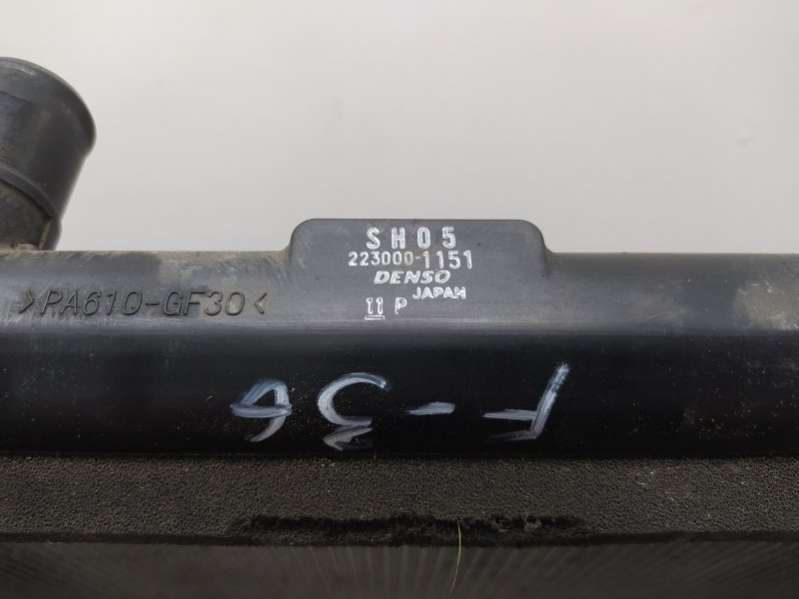 SH05
223000-1151
DENSO
JAPAN
11 P
>PA610-GF30<
F-36